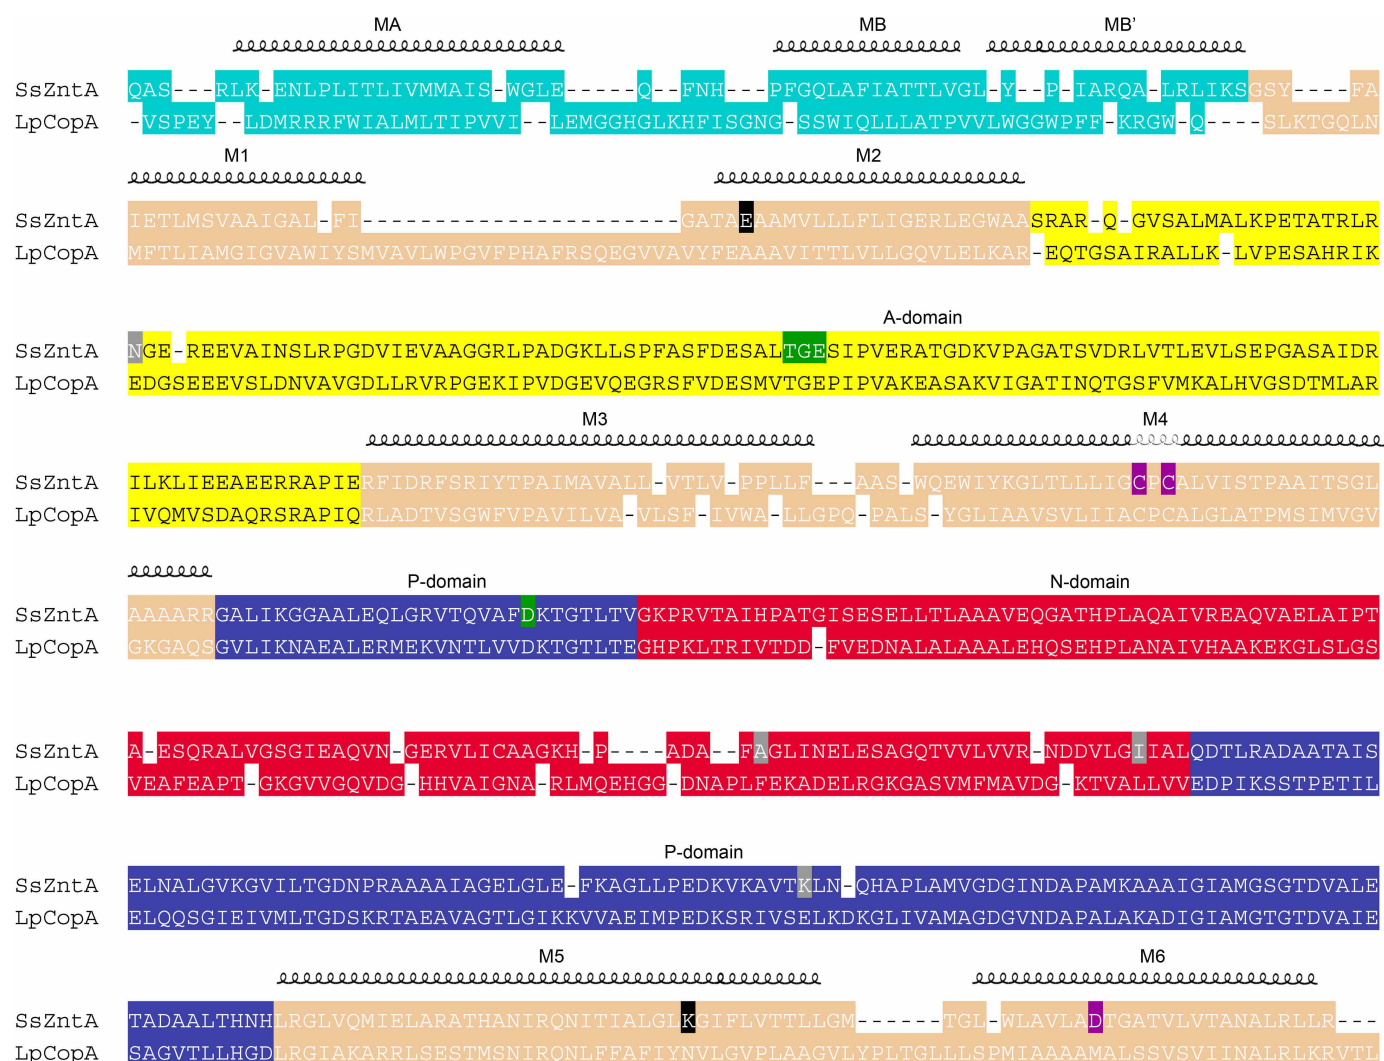 MA MB MB’
SsZntA QAS---RLK-ENLPLITLIVMMAIS-WGLE-----Q--FNH---PFGQLAFIATTLVGL-Y--P-IARQA-LRLIKSGSY----FA
LpCopA -VSPEY--LDMRRRFWIALMLTIPVVI--LEMGGHGLKHFISGNG-SSWIQLLLATPVVLWGGWPFF-KRGW-Q----SLKTGQLN
M1 M2
SsZntA IETLMSVAAIGAL-FI----------------------GATAEAAMVLLLFLIGERLEGWAASRAR-Q-GVSALMALKPETATRLR
LpCopA MFTLIAMGIGVAWIYSMVAVLWPGVFPHAFRSQEGVVAVYFEAAAVITTLVLLGQVLELKAR-EQTGSAIRALLK-LVPESAHRIK
A-domain
SsZntA NGE-REEVAINSLRPGDVIEVAAGGRLPADGKLLSPFASFDESALTGESIPVERATGDKVPAGATSVDRLVTLEVLSEPGASAIDR
LpCopA EDGSEEEVSLDNVAVGDLLRVRPGEKIPVDGEVQEGRSFVDESMVTGEPIPVAKEASAKVIGATINQTGSFVMKALHVGSDTMLAR
M3 M4
SsZntA ILKLIEEAEERRAPIERFIDRFSRIYTPAIMAVALL-VTLV-PPLLF---AAS-WQEWIYKGLTLLLIGCPCALVISTPAAITSGL
LpCopA IVQMVSDAQRSRAPIQRLADTVSGWFVPAVILVA-VLSF-IVWA-LLGPQ-PALS-YGLIAAVSVLIIACPCALGLATPMSIMVGV
P-domain N-domain
SsZntA AAAARRGALIKGGAALEQLGRVTQVAFDKTGTLTVGKPRVTAIHPATGISESELLTLAAAVEQGATHPLAQAIVREAQVAELAIPT
LpCopA GKGAQSGVLIKNAEALERMEKVNTLVVDKTGTLTEGHPKLTRIVTDD-FVEDNALALAAALEHQSEHPLANAIVHAAKEKGLSLGS
SsZntA A-ESQRALVGSGIEAQVN-GERVLICAAGKH-P----ADA--FAGLINELESAGQTVVLVVR-NDDVLGIIALQDTLRADAATAIS
LpCopA VEAFEAPT-GKGVVGQVDG-HHVAIGNA-RLMQEHGG-DNAPLFEKADELRGKGASVMFMAVDG-KTVALLVVEDPIKSSTPETIL
P-domain
SsZntA ELNALGVKGVILTGDNPRAAAAIAGELGLE-FKAGLLPEDKVKAVTKLN-QHAPLAMVGDGINDAPAMKAAAIGIAMGSGTDVALE
LpCopA ELQQSGIEIVMLTGDSKRTAEAVAGTLGIKKVVAEIMPEDKSRIVSELKDKGLIVAMAGDGVNDAPALAKADIGIAMGTGTDVAIE
M5 M6
SsZntA TADAALTHNHLRGLVQMIELARATHANIRQNITIALGLKGIFLVTTLLGM------TGL-WLAVLADTGATVLVTANALRLLR---
LpCopA SAGVTLLHGDLRGIAKARRLSESTMSNIRQNLFFAFIYNVLGVPLAAGVLYPLTGLLLSPMIAAAAMALSSVSVIINALRLKRVTL